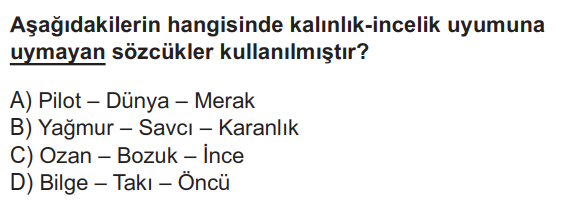 Aşağıdakilerin hangisinde kalınlık-incelik uyumuna
uymayan sözcükler kullanılmıştır?
A) Pilot – Dünya – Merak
B) Yağmur – Savcı – Karanlık
C) Ozan – Bozuk – İnce
D) Bilge – Takı – Öncü